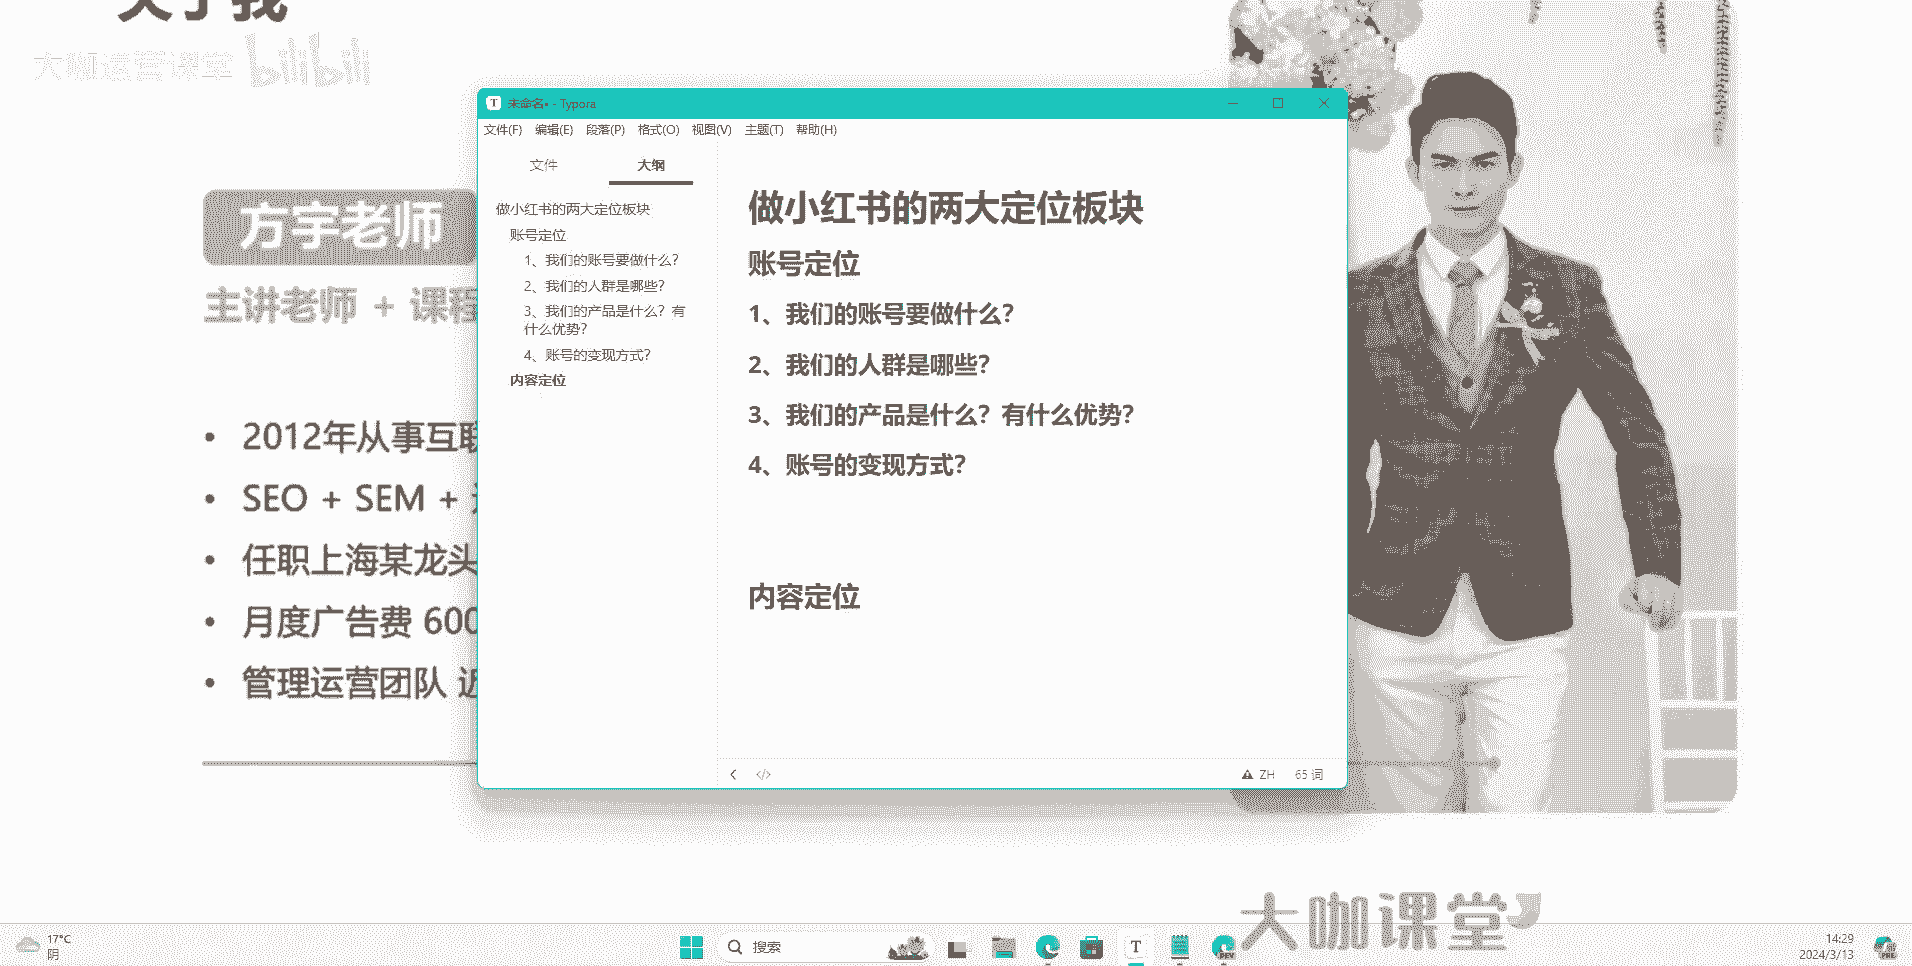 关于我
大咖运营课堂 bilibili
方宇老师
主讲老师 + 课程
2012年从事互联
SEO + SEM +
任职上海某龙头
月度广告费 600
管理运营团队 近
T 未命名• - Typora
文件(F) 编辑(E) 段落(P) 格式(O) 视图(V) 主题(T) 帮助(H)
文件 大纲
做小红书的两大定位板块
账号定位
1、我们的账号要做什么？
2、我们的人群是哪些？
3、我们的产品是什么？有
什么优势？
4、账号的变现方式？
内容定位
做小红书的两大定位板块
账号定位
1、我们的账号要做什么？
2、我们的人群是哪些？
3、我们的产品是什么？有什么优势？
4、账号的变现方式？
内容定位
</> ZH 65 词
大咖课堂
17°C
阴
搜索
T
DEV
14:29
2024/3/13
PRE